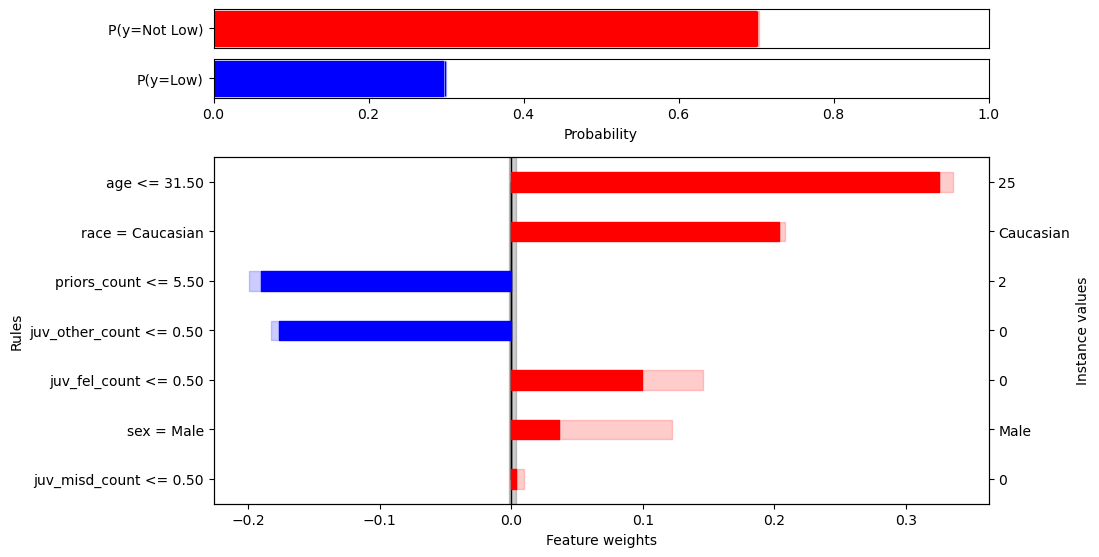 P(y=Not Low)
P(y=Low)
0.0 0.2 0.4 0.6 0.8 1.0
Probability
Rules
age <= 31.50 25
race = Caucasian Caucasian
priors_count <= 5.50 2
juv_other_count <= 0.50 0
juv_fel_count <= 0.50 0
sex = Male Male
juv_misd_count <= 0.50 0
Instance values
−0.2 −0.1 0.0 0.1 0.2 0.3
Feature weights